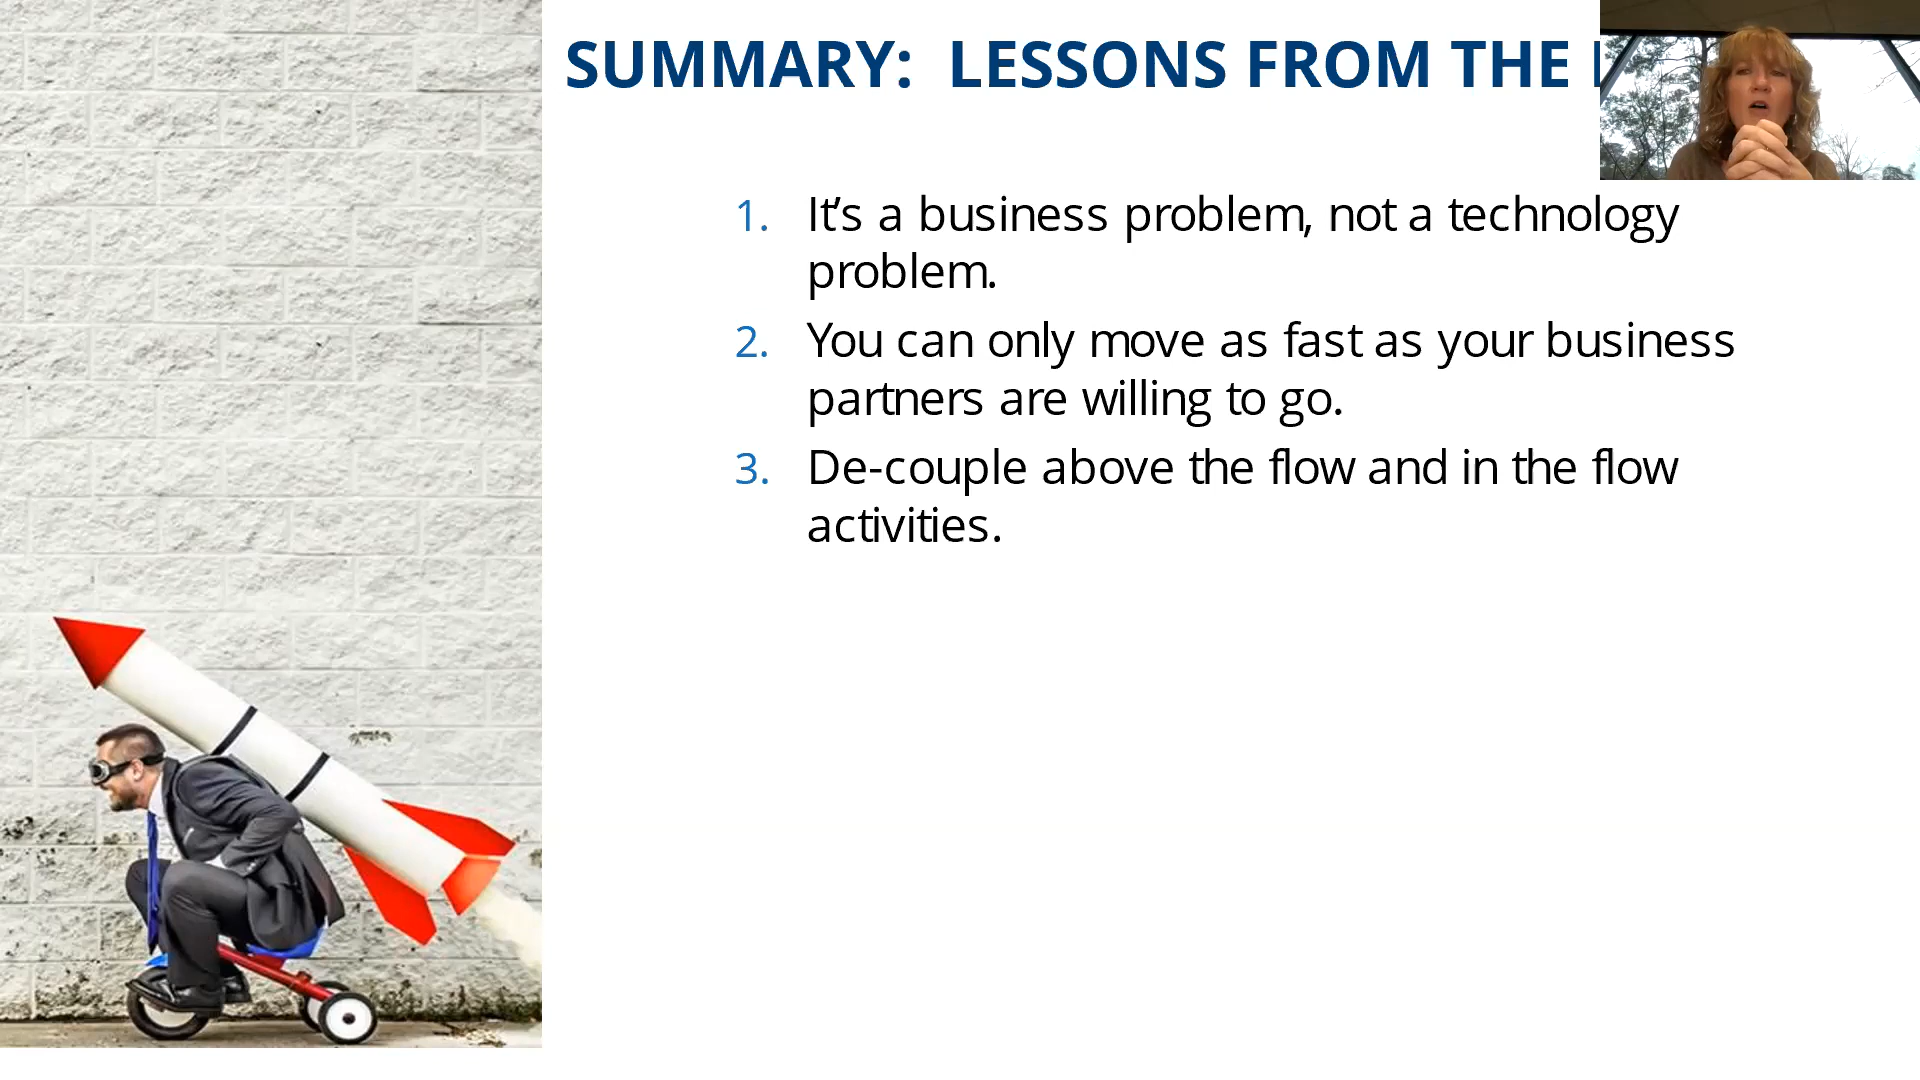 SUMMARY: LESSONS FROM THE
1. It’s a business problem, not a technology
problem.
2. You can only move as fast as your business
partners are willing to go.
3. De-couple above the flow and in the flow
activities.